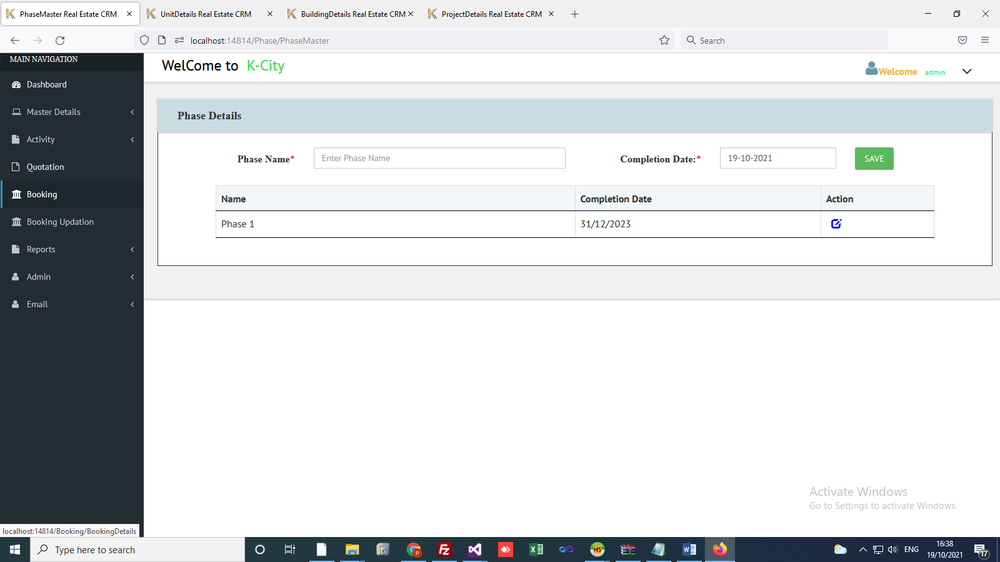 PhaseMaster Real Estate CRM
UnitDetails Real Estate CRM
BuildingDetails Real Estate CRM
ProjectDetails Real Estate CRM
localhost:14814/Phase/PhaseMaster
Search
MAIN NAVIGATION
WelCome to K-City
Welcome admin
Dashboard
Master Details
Activity
Quotation
Booking
Booking Updation
Reports
Admin
Email
Phase Details
Phase Name*
Enter Phase Name
Completion Date:*
19-10-2021
SAVE
Name Completion Date Action
Phase 1 31/12/2023
Activate Windows
Go to Settings to activate Windows.
localhost:14814/Booking/BookingDetails
Type here to search
P
FZ
HS
W
ENG
16:38
19/10/2021
17